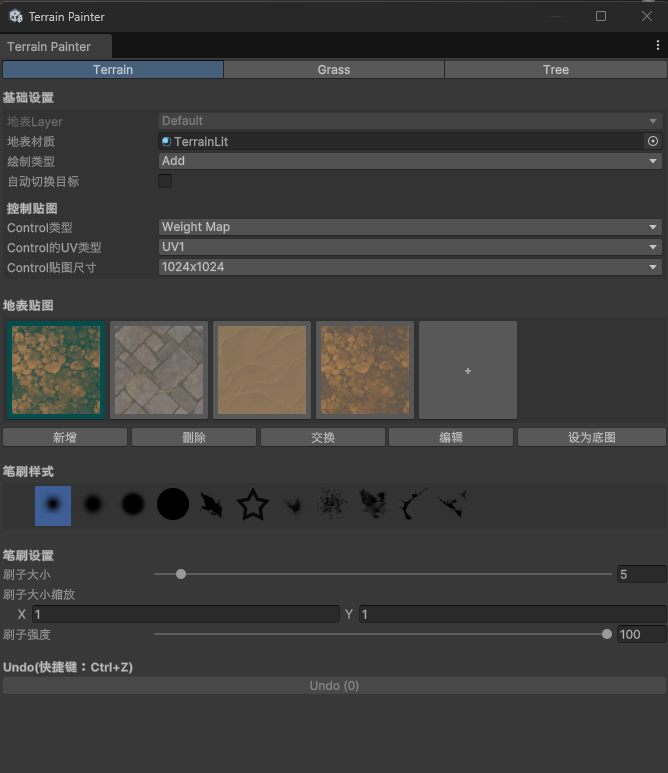 Terrain Painter
Terrain Painter
Terrain Grass Tree
基础设置
地表Layer Default
地表材质 TerrainLit
绘制类型 Add
自动切换目标
控制贴图
Control类型 Weight Map
Control的UV类型 UV1
Control贴图尺寸 1024x1024
地表贴图
+
新增 删除 交换 编辑 设为底图
笔刷样式
笔刷设置
刷子大小 5
刷子大小缩放
X 1 Y 1
刷子强度 100
Undo(快捷键：Ctrl+Z)
Undo (0)